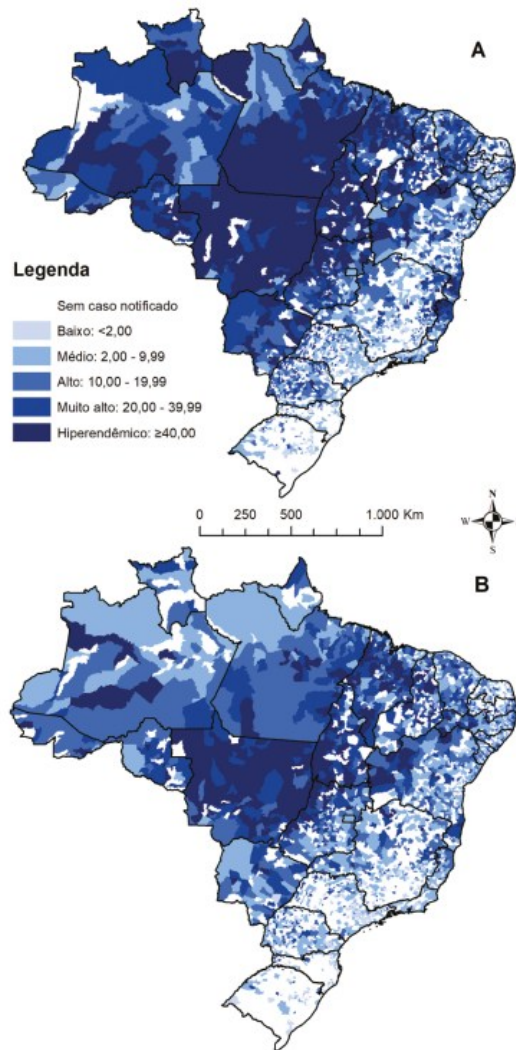 A
Legenda
Sem caso notificado
Baixo: <2,00
Médio: 2,00 - 9,99
Alto: 10,00 - 19,99
Muito alto: 20,00 - 39,99
Hiperendêmico: ≥40,00
0 250 500 1.000 Km
N
W E
S
B